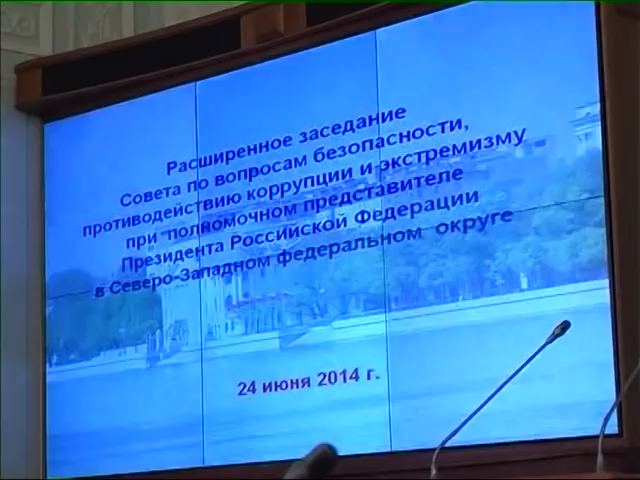 Расширенное заседание
Совета по вопросам безопасности,
противодействию коррупции и экстремизму
при полномочном представителе
Президента Российской Федерации
в Северо-Западном федеральном округе
24 июня 2014 г.